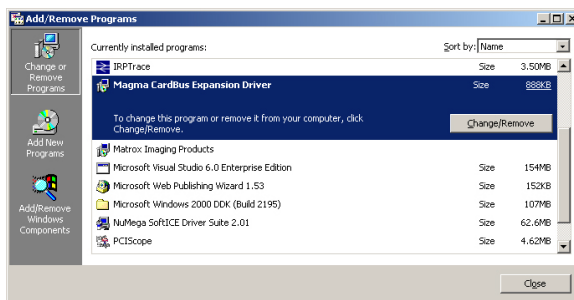 Add/Remove Programs
Change or
Remove
Programs
Add New
Programs
Add/Remove
Windows
Components
Currently installed programs:
Sort by: Name
IRPTrace Size 3.50MB
Magma CardBus Expansion Driver Size 888KB
To change this program or remove it from your computer, click
Change/Remove.
Change/Remove
Matrox Imaging Products
Microsoft Visual Studio 6.0 Enterprise Edition Size 154MB
Microsoft Web Publishing Wizard 1.53 Size 152KB
Microsoft Windows 2000 DDK (Build 2195) Size 107MB
NuMega SoftICE Driver Suite 2.01 Size 62.6MB
PCIScope Size 4.62MB
Close